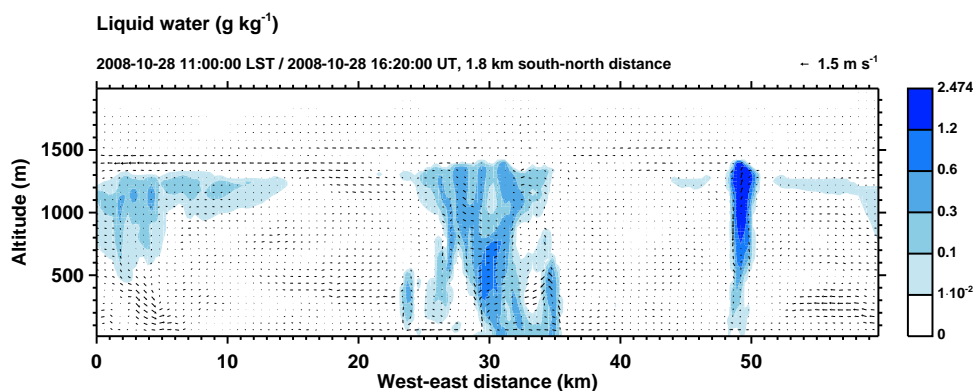 Liquid water (g kg⁻¹)
2008-10-28 11:00:00 LST / 2008-10-28 16:20:00 UT, 1.8 km south-north distance
← 1.5 m s⁻¹
2.474
1.2
0.6
0.3
0.1
1·10⁻²
0
Altitude (m)
1500
1000
500
0 10 20 30 40 50
West-east distance (km)